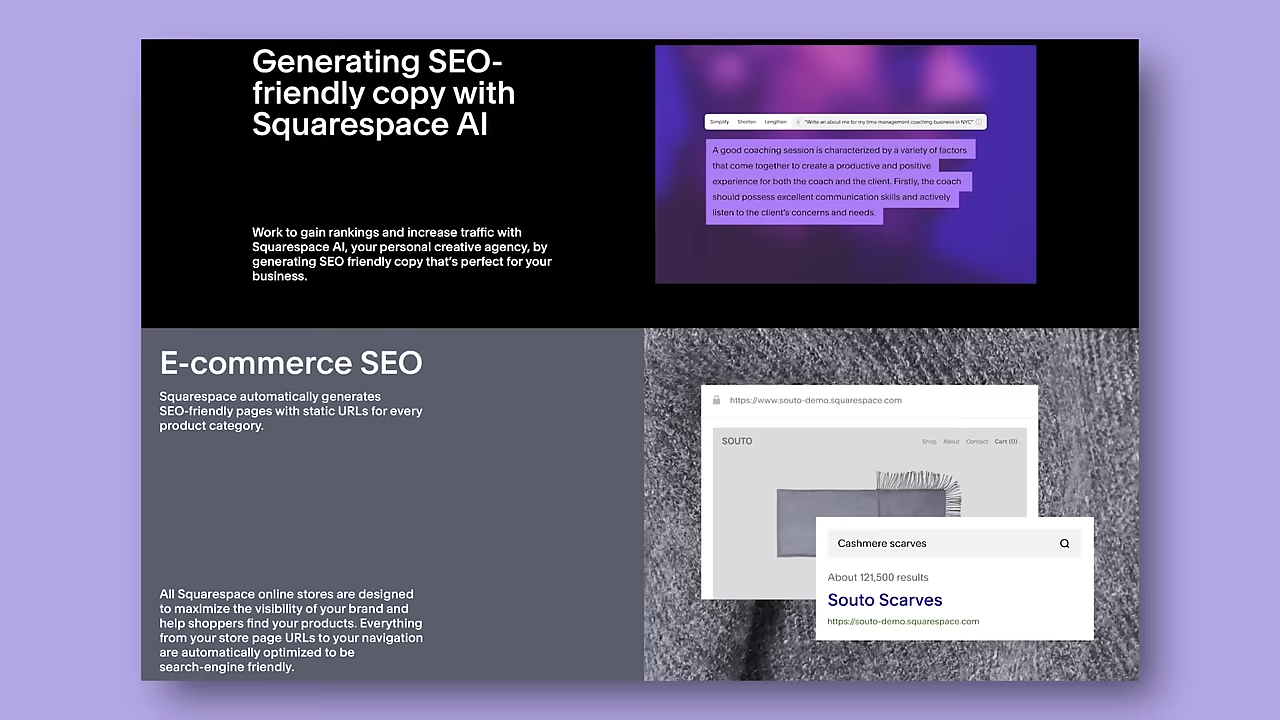 Generating SEO-
friendly copy with
Squarespace AI
Work to gain rankings and increase traffic with
Squarespace AI, your personal creative agency, by
generating SEO friendly copy that's perfect for your
business.
Simplify Shorten Lengthen "Write an about me for my time management coaching business in NYC"
A good coaching session is characterized by a variety of factors
that come together to create a productive and positive
experience for both the coach and the client. Firstly, the coach
should possess excellent communication skills and actively
listen to the client's concerns and needs.
E-commerce SEO
Squarespace automatically generates
SEO-friendly pages with static URLs for every
product category.
All Squarespace online stores are designed
to maximize the visibility of your brand and
help shoppers find your products. Everything
from your store page URLs to your navigation
are automatically optimized to be
search-engine friendly.
https://www.souto-demo.squarespace.com
SOUTO Shop About Contact Cart (0)
Cashmere scarves
About 121,500 results
Souto Scarves
https://souto-demo.squarespace.com